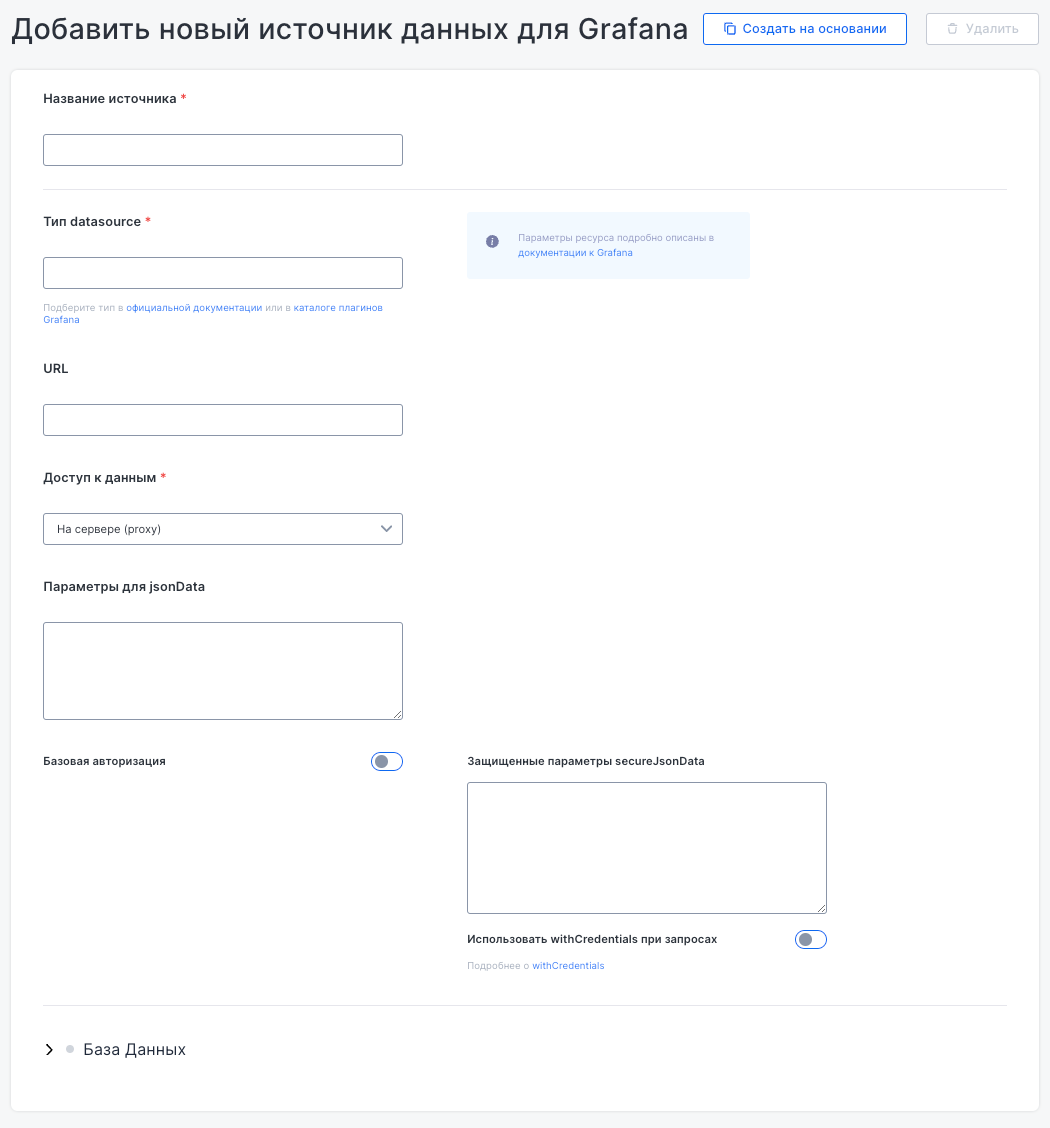 Добавить новый источник данных для Grafana
Создать на основании
Удалить
Название источника *
Тип datasource *
Параметры ресурса подробно описаны в
документации к Grafana
Подберите тип в официальной документации или в каталоге плагинов
Grafana
URL
Доступ к данным *
На сервере (proxy)
Параметры для jsonData
Базовая авторизация
Защищенные параметры secureJsonData
Использовать withCredentials при запросах
Подробнее о withCredentials
База Данных